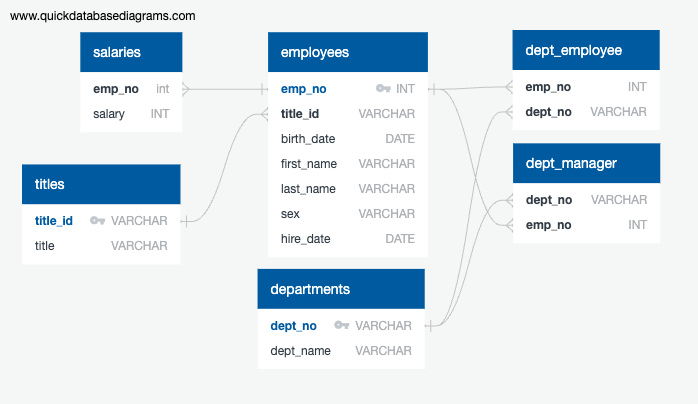 www.quickdatabasediagrams.com
salaries
emp_no int
salary INT
employees
emp_no INT
title_id VARCHAR
birth_date DATE
first_name VARCHAR
last_name VARCHAR
sex VARCHAR
hire_date DATE
dept_employee
emp_no INT
dept_no VARCHAR
dept_manager
dept_no VARCHAR
emp_no INT
titles
title_id VARCHAR
title VARCHAR
departments
dept_no VARCHAR
dept_name VARCHAR